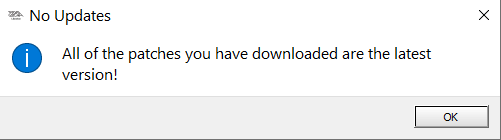 No Updates
All of the patches you have downloaded are the latest
version!
OK